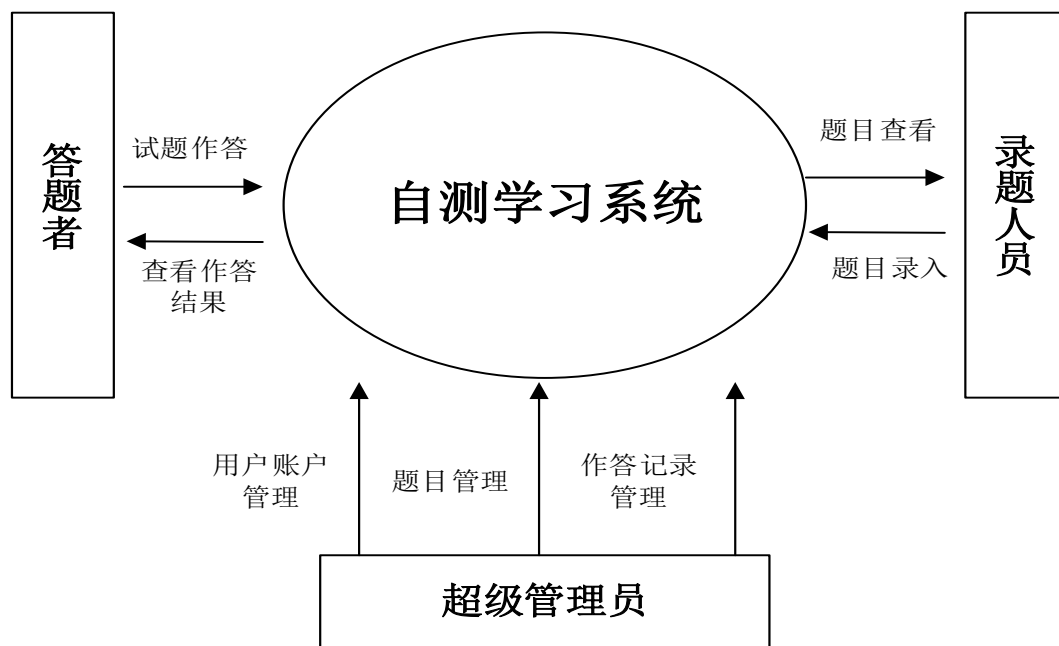 答题者
试题作答
查看作答
结果
自测学习系统
题目查看
题目录入
录题人员
用户账户
管理
题目管理
作答记录
管理
超级管理员